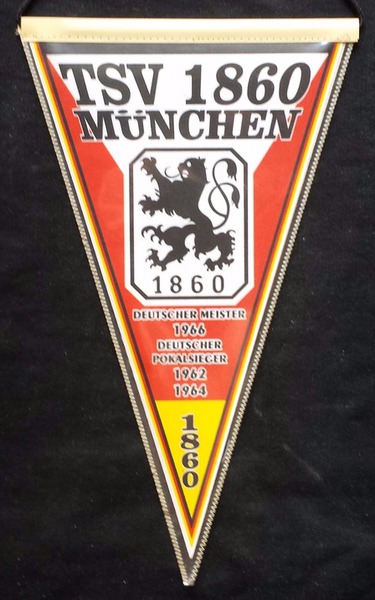 TSV 1860
MÜNCHEN
1860
DEUTSCHER MEISTER
1966
DEUTSCHER
POKALSIEGER
1962
1964
1860